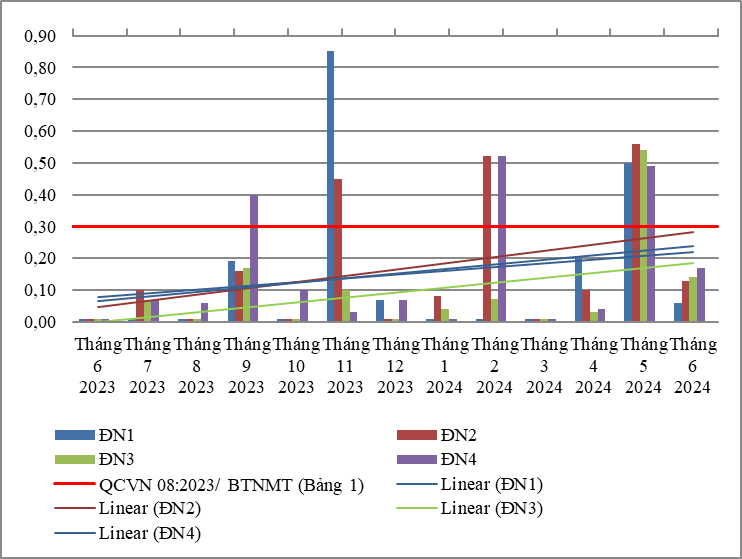 0,90
0,80
0,70
0,60
0,50
0,40
0,30
0,20
0,10
0,00
Tháng Tháng Tháng Tháng Tháng Tháng Tháng Tháng Tháng Tháng Tháng Tháng Tháng
6 7 8 9 10 11 12 1 2 3 4 5 6
2023 2023 2023 2023 2023 2023 2023 2024 2024 2024 2024 2024 2024
ĐN1 ĐN2
ĐN3 ĐN4
QCVN 08:2023/ BTNMT (Bảng 1) Linear (ĐN1)
Linear (ĐN2) Linear (ĐN3)
Linear (ĐN4)